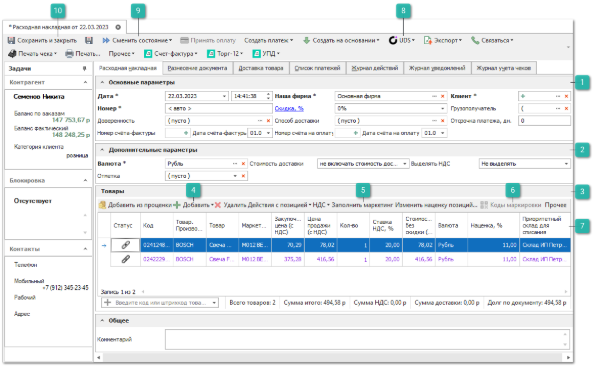 10
9
8
* Расходная накладная от 22.03.2023
Сохранить и закрыть Сменить состояние Принять оплату Создать платеж Создать на основании UDS Экспорт Связаться
Печать чека Печать... Прочее Счет-фактура Торг-12 УПД
Задачи
Контрагент
Семенов Никита
Баланс по заказам
147 753,67 р
Баланс фактический
148 248,25 р
Категория клиента
розница
Блокировка
Отсутствует
Контакты
Телефон
Мобильный
+7 (912) 345-23-45
Рабочий
Адрес
Расходная накладная Разнесение документа Доставка товара Список платежей Журнал действий Журнал уведомлений Журнал учета чеков
Основные параметры 1
Дата * 22.03.2023 14:41:38 Наша фирма * Основная фирма Клиент *
Номер * < авто > Скидка, % 0% Грузополучатель
Доверенность (пусто) Способ доставки (пусто) Отсрочка платежа, дн. 0
Номер счёта-фактуры Дата счёта-фактуры 01.0 Номер счёта на оплату Дата счёта на оплату 01.0
Дополнительные параметры 2
Валюта * Рубль Стоимость доставки не включать стоимость дос... Выделять НДС Не выделять
Отметка (пусто)
Товары 4 5 6 3
Добавить из проценки Добавить Удалить Действия с позицией НДС Заполнить маркетинг Изменить наценку позиций... Коды маркировки Прочее
7
Статус Код Товар. Произво... Товар Маркет... Закупоч... цена (с НДС) Цена продажи (с НДС) Кол-во Ставка НДС, % Стоимос... без скидки (... Валюта Наценка, % Приоритетный склад для списания
0241248... BOSCH Свеча ... M012 BE... 70,29 78,02 1 20,00 78,02 Рубль 11,00 Склад ИП Петр...
0242229... BOSCH Свеча F... M012 BE... 375,28 416,56 1 20,00 416,56 Рубль 11,00 Склад ИП Петр...
Запись 1 из 2
Введите код или штрихкод това... Всего товаров: 2 Сумма итого: 494,58 р Сумма НДС: 0,00 р Сумма доставки: 0,00 р Долг по документу: 494,58 р
Общее
Комментарий